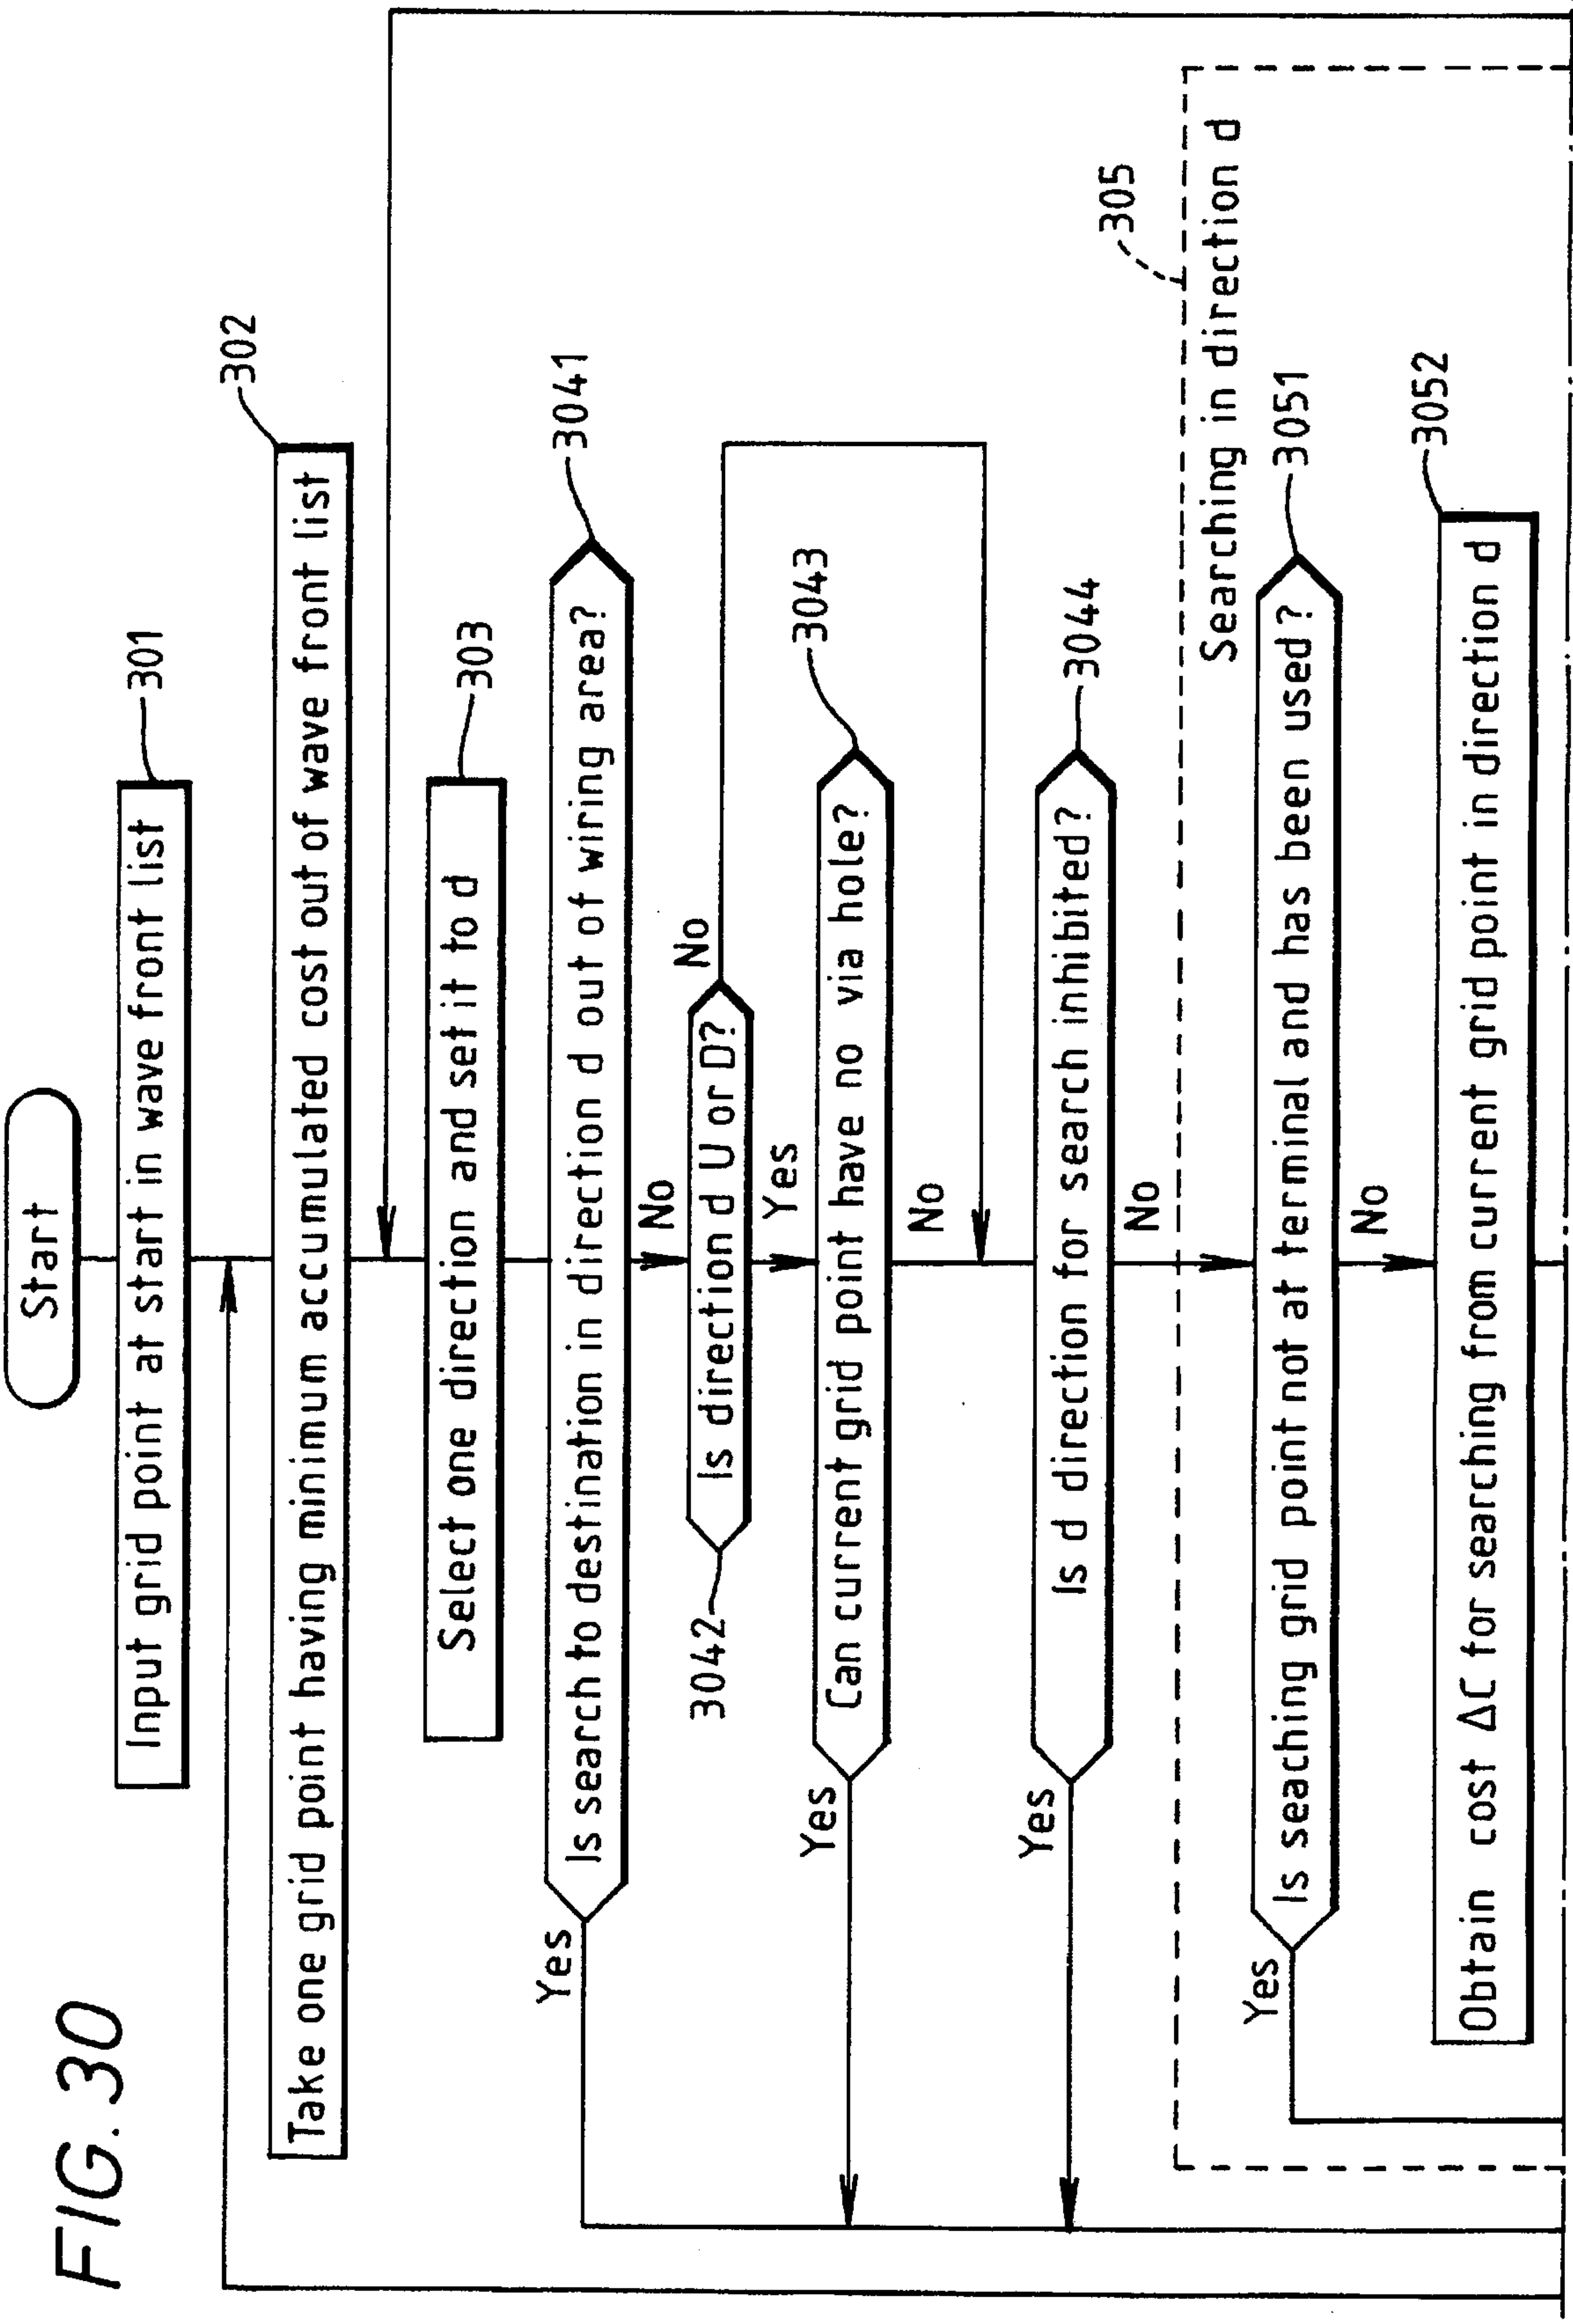 FIG. 30
Start
Input grid point at start in wave front list
301
Take one grid point having minimum accumulated cost out of wave front list
302
Select one direction and set it to d
303
Is search to destination in direction d out of wiring area?
3041
Yes
No
Is direction d U or D?
3042
No
Yes
Can current grid point have no via hole?
3043
Yes
No
Is d direction for search inhibited?
3044
Yes
No
305
Searching in direction d
Is seaching grid point not at terminal and has been used?
3051
Yes
No
Obtain cost ΔC for searching from current grid point in direction d
3052